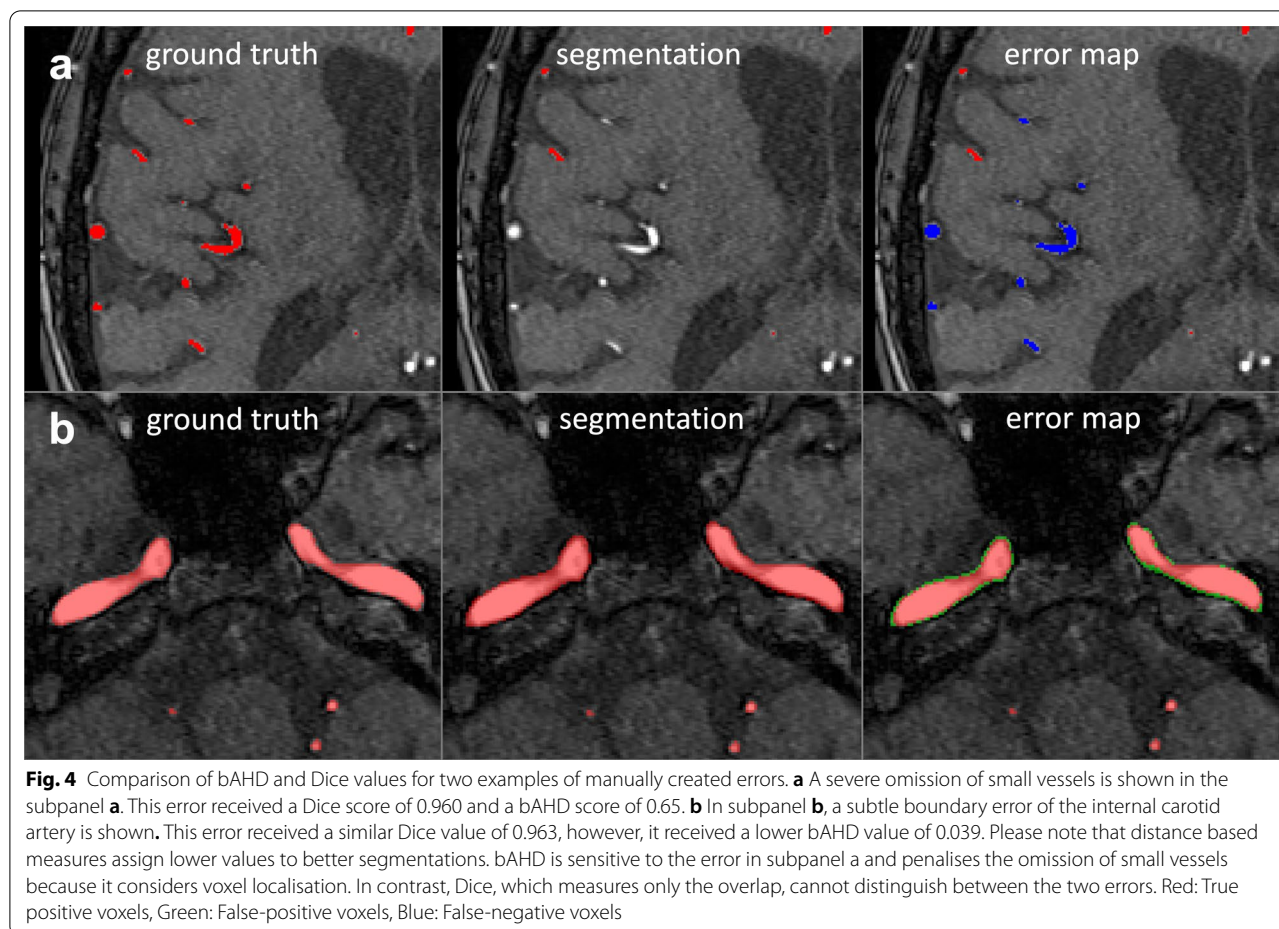 a
ground truth
segmentation
error map
b
ground truth
segmentation
error map
Fig. 4 Comparison of bAHD and Dice values for two examples of manually created errors. a A severe omission of small vessels is shown in the
subpanel a. This error received a Dice score of 0.960 and a bAHD score of 0.65. b In subpanel b, a subtle boundary error of the internal carotid
artery is shown. This error received a similar Dice value of 0.963, however, it received a lower bAHD value of 0.039. Please note that distance based
measures assign lower values to better segmentations. bAHD is sensitive to the error in subpanel a and penalises the omission of small vessels
because it considers voxel localisation. In contrast, Dice, which measures only the overlap, cannot distinguish between the two errors. Red: True
positive voxels, Green: False-positive voxels, Blue: False-negative voxels